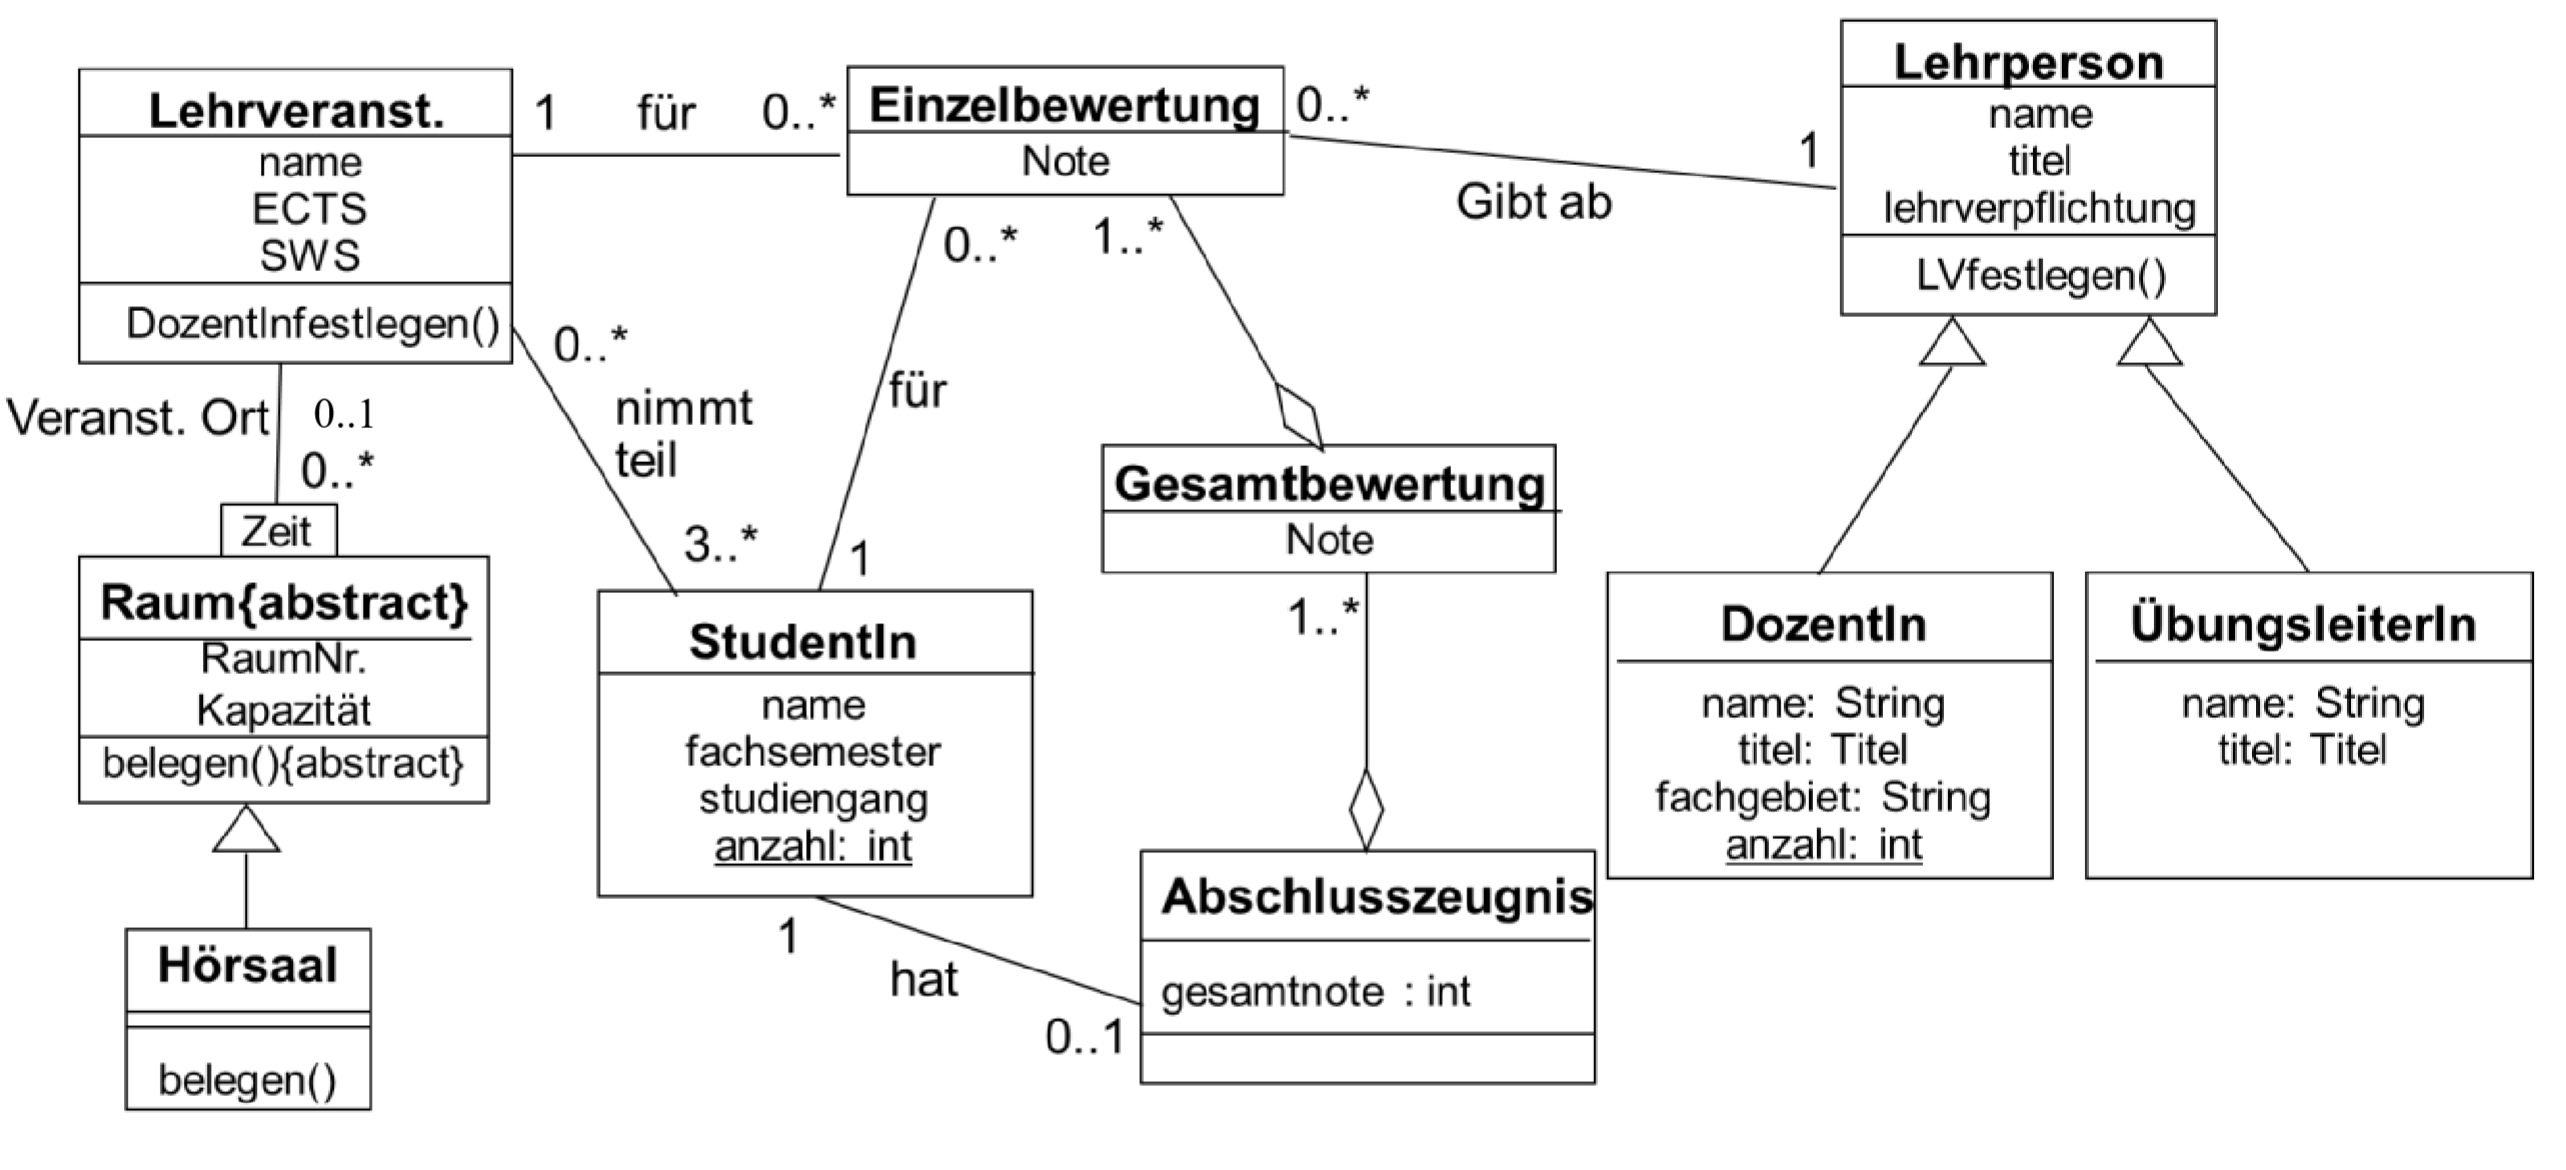 Lehrveranst.
name
ECTS
SWS
DozentInfestlegen()
1 für 0..*
Einzelbewertung
Note
0..*
1
Gibt ab
Lehrperson
name
titel
lehrverpflichtung
LVfestlegen()
Veranst. Ort
0..1
0..*
Zeit
Raum{abstract}
RaumNr.
Kapazität
belegen(){abstract}
Hörsaal
belegen()
0..*
nimmt
teil
3..*
0..*
für
1
1..*
StudentIn
name
fachsemester
studiengang
anzahl: int
Gesamtbewertung
Note
1..*
1
hat
0..1
Abschlusszeugnis
gesamtnote : int
DozentIn
name: String
titel: Titel
fachgebiet: String
anzahl: int
ÜbungsleiterIn
name: String
titel: Titel